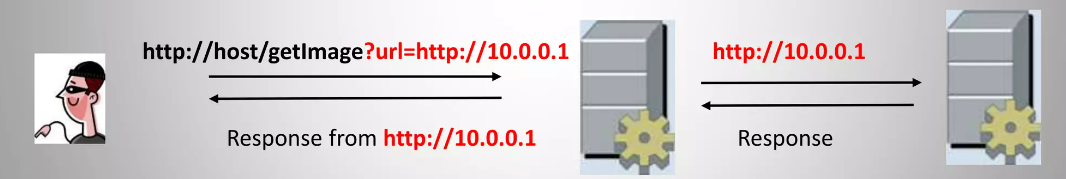 http://host/getImage?url=http://10.0.0.1
http://10.0.0.1
Response from http://10.0.0.1
Response